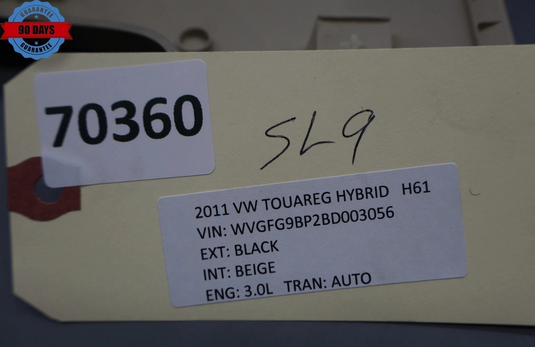 GUARANTEE
90 DAYS
GUARANTEE
70360
SL9
2011 VW TOUAREG HYBRID H61
VIN: WVGFG9BP2BD003056
EXT: BLACK
INT: BEIGE
ENG: 3.0L TRAN: AUTO